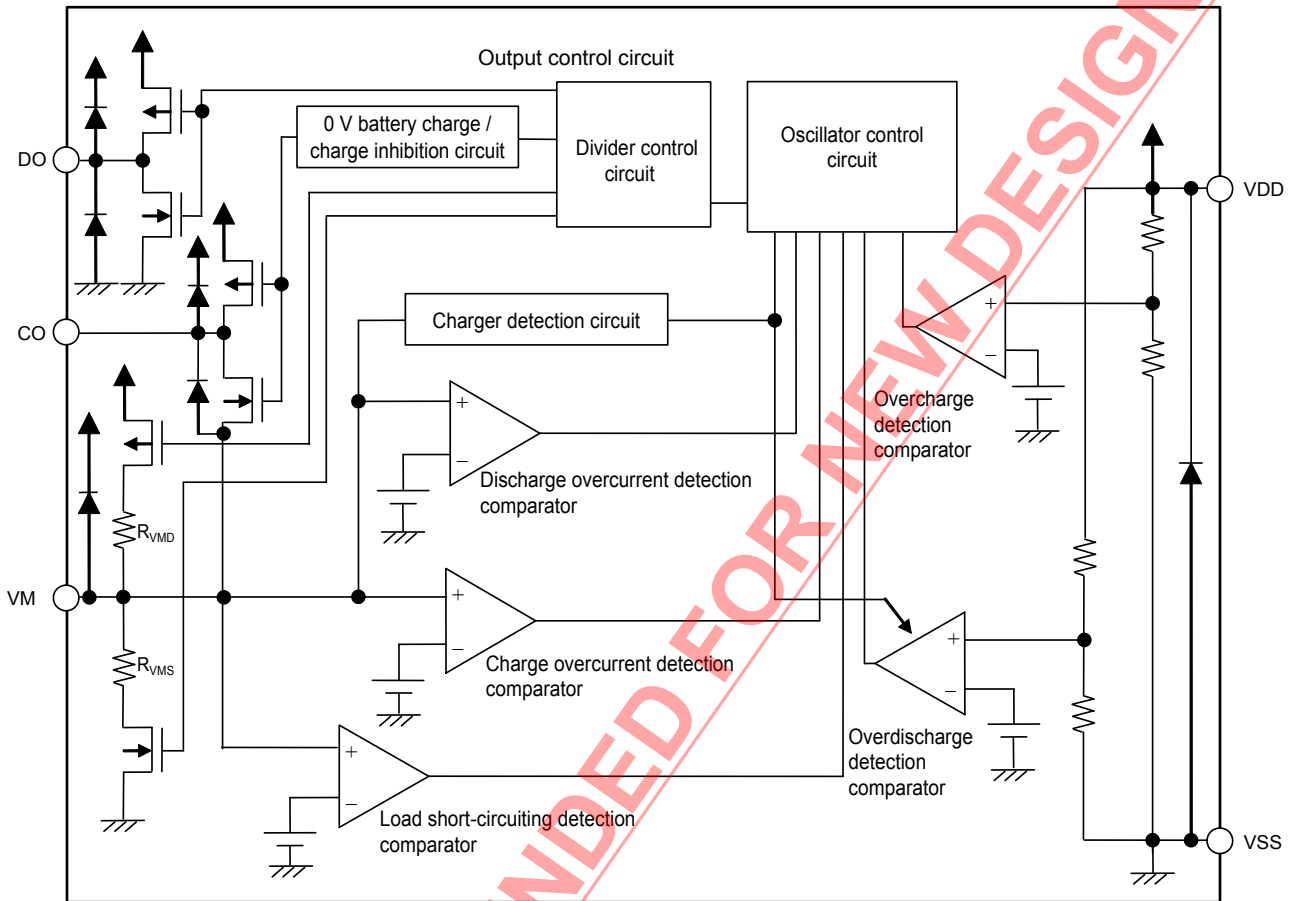 Output control circuit
0 V battery charge /
charge inhibition circuit
Divider control
circuit
Oscillator control
circuit
DO
VDD
CO
Charger detection circuit
+
−
Overcharge
detection
comparator
+
−
Discharge overcurrent detection
comparator
RVMD
VM
+
−
Charge overcurrent detection
comparator
RVMS
+
−
Overdischarge
detection
comparator
+
−
Load short-circuiting detection
comparator
VSS
ENDED FOR NEW DESIGN